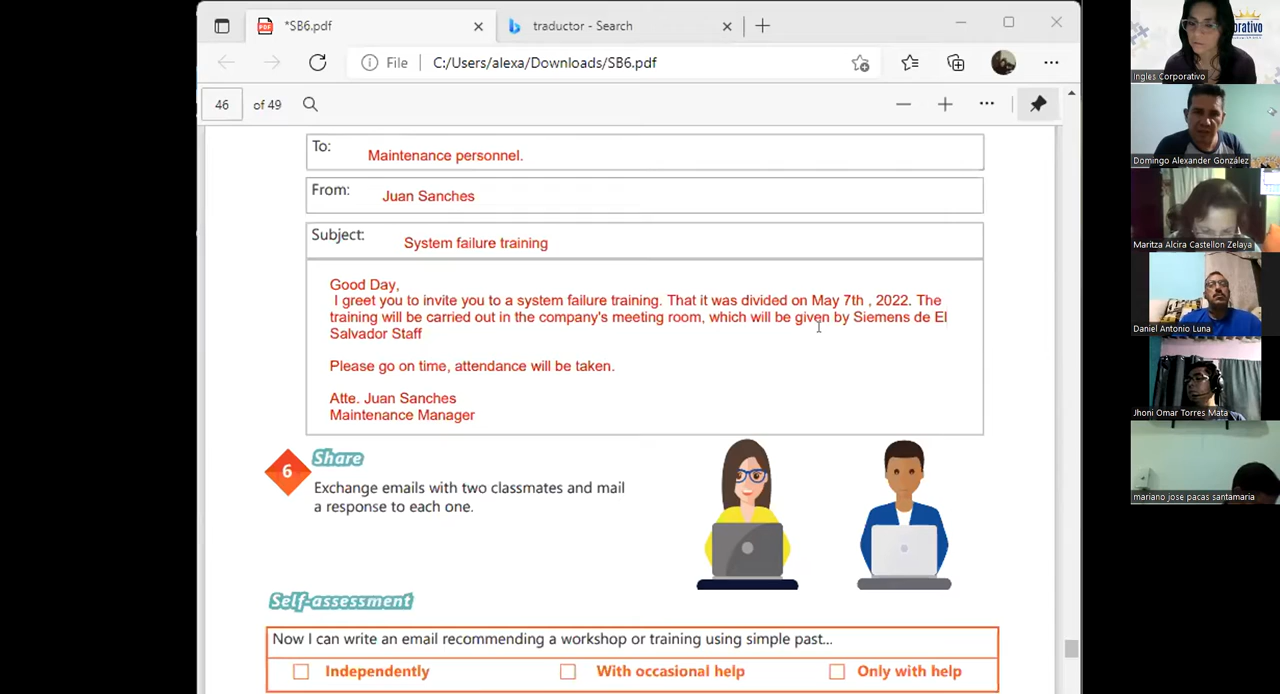 *SB6.pdf
traductor - Search
File
C:/Users/alexa/Downloads/SB6.pdf
46 of 49
To: Maintenance personnel.
From: Juan Sanches
Subject: System failure training
Good Day,
I greet you to invite you to a system failure training. That it was divided on May 7th , 2022. The
training will be carried out in the company's meeting room, which will be given by Siemens de El
Salvador Staff
Please go on time, attendance will be taken.
Atte. Juan Sanches
Maintenance Manager
6 Share
Exchange emails with two classmates and mail
a response to each one.
Self-assessment
Now I can write an email recommending a workshop or training using simple past...
Independently
With occasional help
Only with help
Ingles Corporativo
Domingo Alexander González
Maritza Alcira Castellon Zelaya
Daniel Antonio Luna
Jhoni Omar Torres Mata
mariano jose pacas santamaria